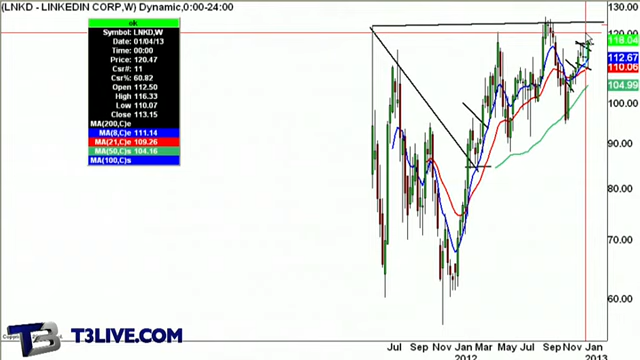 (LNKD - LINKEDIN CORP,W) Dynamic,0:00-24:00
ok
Symbol: LNKD,W
Date: 01/04/13
Time: 00:00
Price: 120.47
Csr#: 11
Csr%: 60.82
Open 112.50
High 116.33
Low 110.07
Close 113.15
MA(200,C)e
MA(8,C)e 111.14
MA(21,C)e 109.26
MA(50,C)s 104.16
MA(100,C)s
130.00
120.00
118.04
112.67
110.06
104.99
90.00
80.00
70.00
60.00
Jul Sep Nov Jan Mar May Jul Sep Nov Jan
2012 2013
T3 T3LIVE.COM